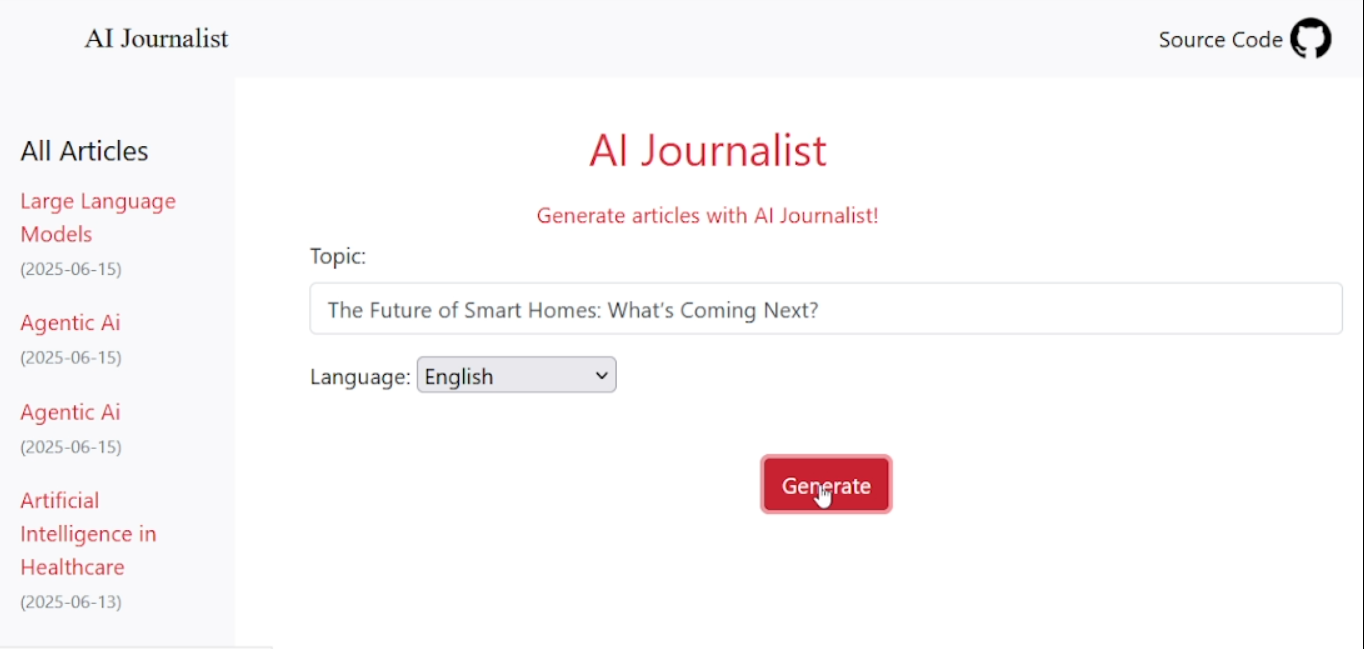 AI Journalist
Source Code
All Articles
Large Language
Models
(2025-06-15)
Agentic Ai
(2025-06-15)
Agentic Ai
(2025-06-15)
Artificial
Intelligence in
Healthcare
(2025-06-13)
AI Journalist
Generate articles with AI Journalist!
Topic:
The Future of Smart Homes: What's Coming Next?
Language: English
Generate